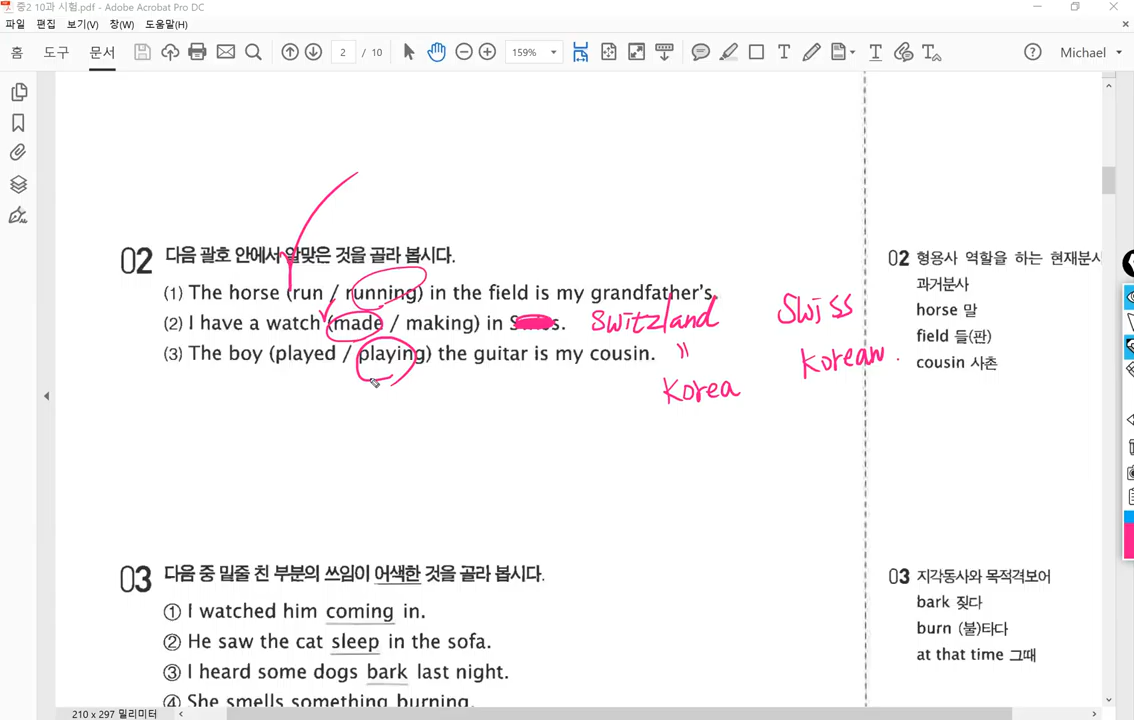 중2 10과 시험.pdf - Adobe Acrobat Pro DC
파일 편집 보기(V) 창(W) 도움말(H)
홈 도구 문서 2 / 10 159% Michael
02 다음 괄호 안에서 알맞은 것을 골라 봅시다.
(1) The horse (run / running) in the field is my grandfather's.
(2) I have a watch (made / making) in
Switzland
Swiss
(3) The boy (played / playing) the guitar is my cousin.
"
Korea
Korean
02 형용사 역할을 하는 현재분사
과거분사
horse 말
field 들(판)
cousin 사촌
03 다음 중 밑줄 친 부분의 쓰임이 어색한 것을 골라 봅시다.
① I watched him coming in.
② He saw the cat sleep in the sofa.
③ I heard some dogs bark last night.
④ She smells something burning.
03 지각동사와 목적격보어
bark 짖다
burn (불)타다
at that time 그때
210 x 297 밀리미터